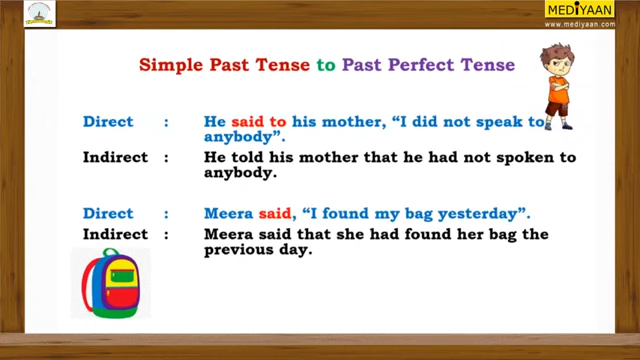 MEDIYAAN
www.mediyaan.com
Simple Past Tense to Past Perfect Tense
Direct : He said to his mother, “I did not speak to
anybody”.
Indirect : He told his mother that he had not spoken to
anybody.
Direct : Meera said, “I found my bag yesterday”.
Indirect : Meera said that she had found her bag the
previous day.